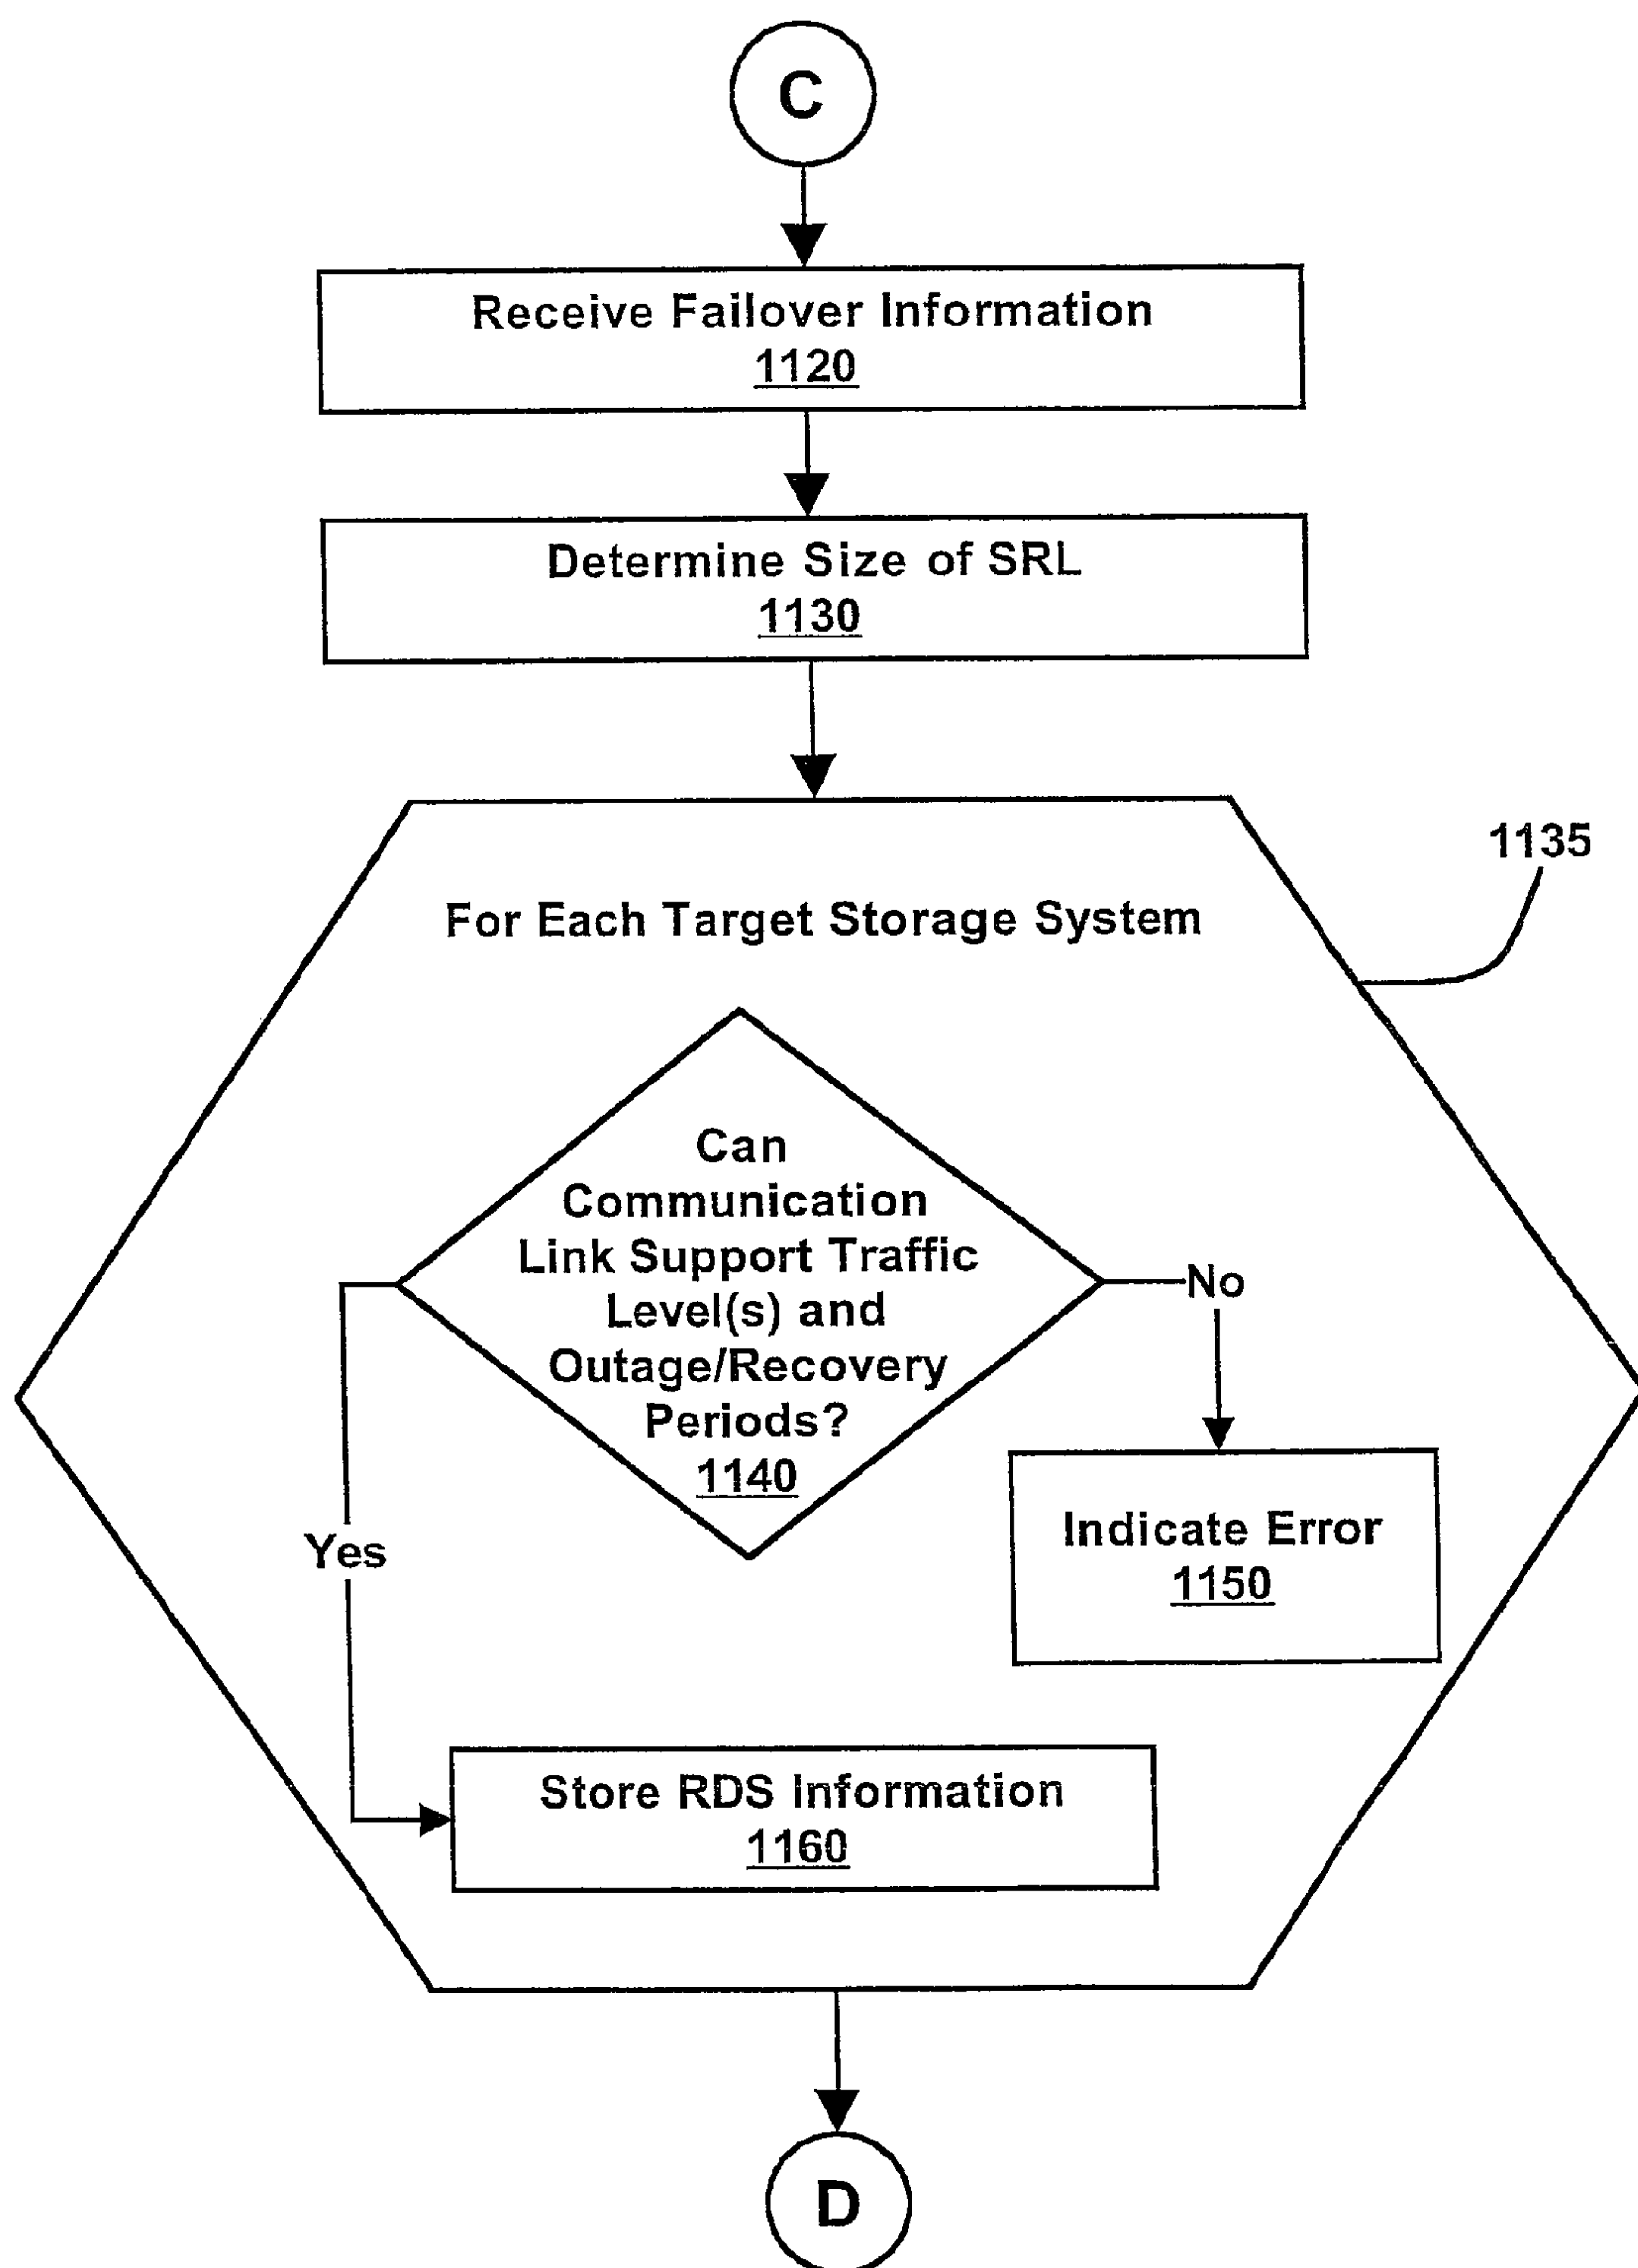 C
Receive Failover Information
1120
Determine Size of SRL
1130
1135
For Each Target Storage System
Can
Communication
Link Support Traffic
Level(s) and
Outage/Recovery
Periods?
1140
No
Yes
Indicate Error
1150
Store RDS Information
1160
D